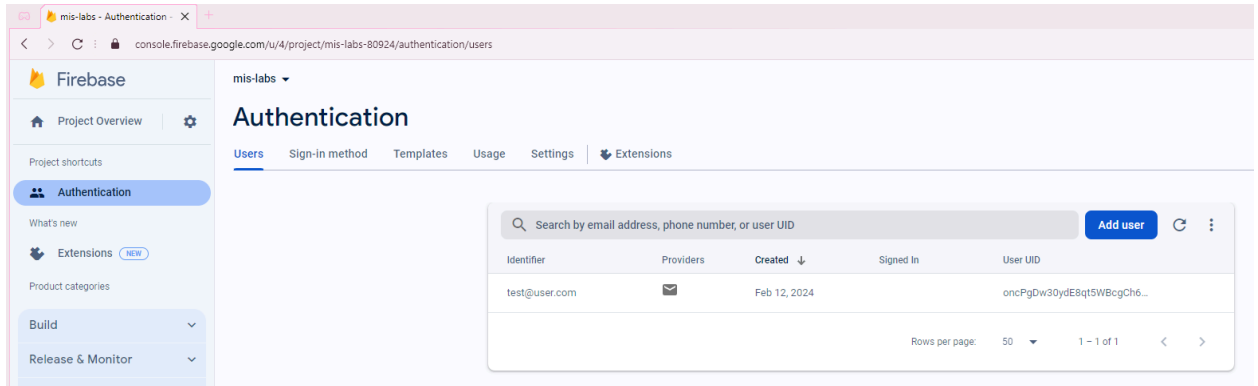 mis-labs - Authentication -
console.firebase.google.com/u/4/project/mis-labs-80924/authentication/users
Firebase
Project Overview
Project shortcuts
Authentication
What's new
Extensions NEW
Product categories
Build
Release & Monitor
mis-labs
Authentication
Users Sign-in method Templates Usage Settings Extensions
Search by email address, phone number, or user UID Add user
Identifier Providers Created Signed In User UID
test@user.com Feb 12, 2024 oncPgDw30ydE8qt5WBcgCh6...
Rows per page: 50 1 – 1 of 1